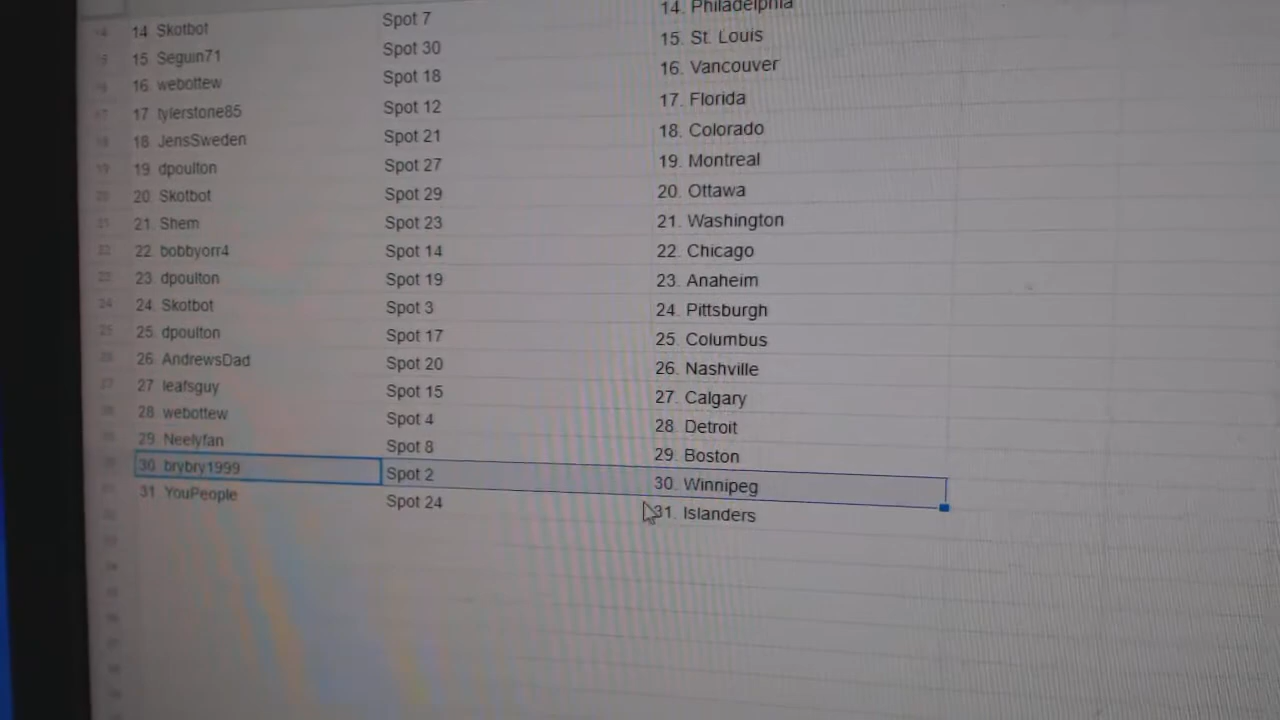 14 Skotbot Spot 7 14. Philadelphia
15 Seguin71 Spot 30 15. St. Louis
16 webottew Spot 18 16. Vancouver
17 tylerstone85 Spot 12 17. Florida
18 JensSweden Spot 21 18. Colorado
19 dpoulton Spot 27 19. Montreal
20. Skotbot Spot 29 20. Ottawa
21. Shem Spot 23 21. Washington
22 bobbyorr4 Spot 14 22. Chicago
23. dpoulton Spot 19 23. Anaheim
24. Skotbot Spot 3 24. Pittsburgh
25. dpoulton Spot 17 25. Columbus
26. AndrewsDad Spot 20 26. Nashville
27 leafsguy Spot 15 27. Calgary
28. webottew Spot 4 28. Detroit
29. Neelyfan Spot 8 29. Boston
30. brybry1999 Spot 2 30. Winnipeg
31 YouPeople Spot 24 31. Islanders